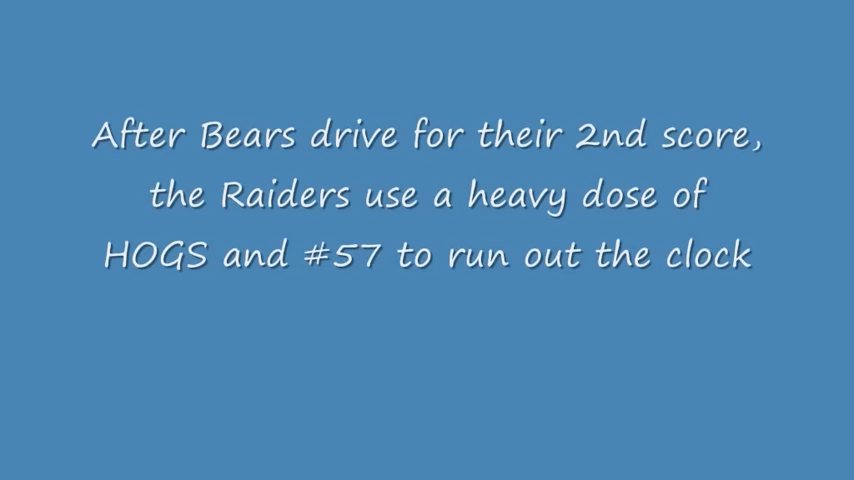 After Bears drive for their 2nd score,
the Raiders use a heavy dose of
HOGS and #57 to run out the clock